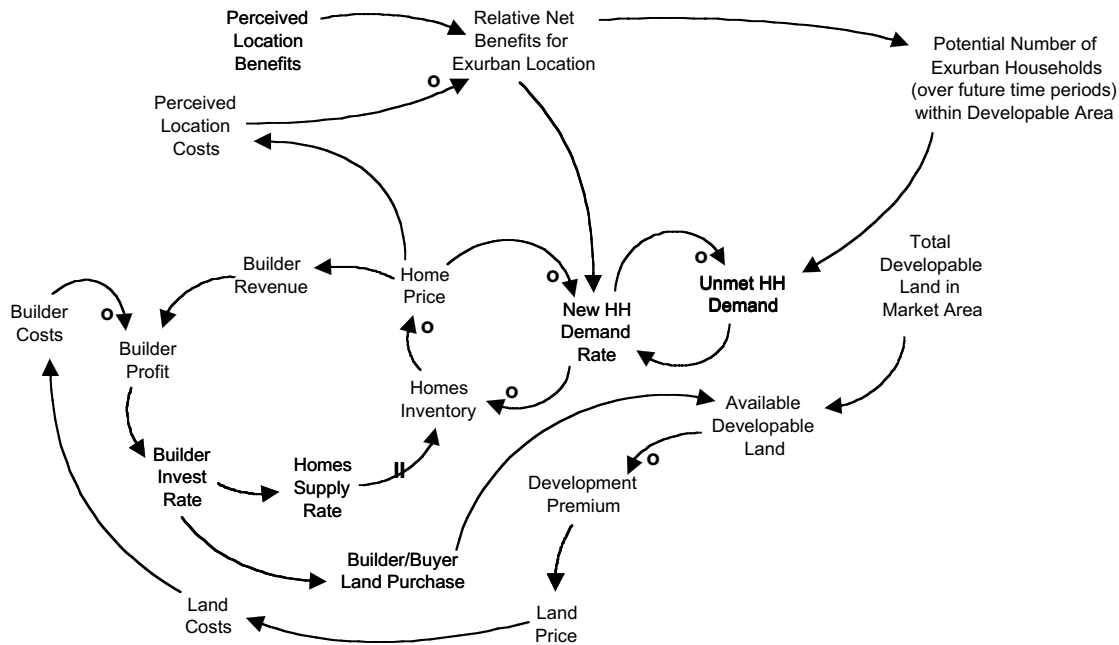 Perceived
Location
Benefits
Relative Net
Benefits for
Exurban Location
Potential Number of
Exurban Households
(over future time periods)
within Developable Area
o
Perceived
Location
Costs
Total
Developable
Land in
Market Area
Builder
Revenue
Home
Price
o
o
Unmet HH
Demand
Builder
Costs
o
Builder
Profit
New HH
Demand
Rate
o
Homes
Inventory
o
Available
Developable
Land
Builder
Invest
Rate
Homes
Supply
Rate
o
Development
Premium
Builder/Buyer
Land Purchase
Land
Costs
Land
Price